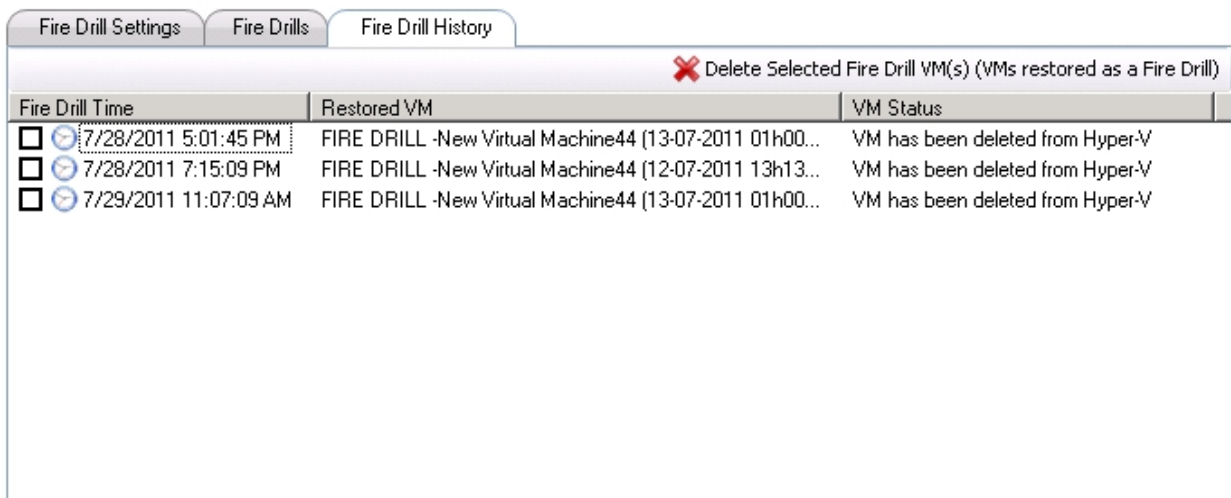 Fire Drill Settings Fire Drills Fire Drill History
Delete Selected Fire Drill VM(s) (VMs restored as a Fire Drill)
Fire Drill Time Restored VM VM Status
7/28/2011 5:01:45 PM FIRE DRILL -New Virtual Machine44 (13-07-2011 01h00... VM has been deleted from Hyper-V
7/28/2011 7:15:09 PM FIRE DRILL -New Virtual Machine44 (12-07-2011 13h13... VM has been deleted from Hyper-V
7/29/2011 11:07:09 AM FIRE DRILL -New Virtual Machine44 (13-07-2011 01h00... VM has been deleted from Hyper-V